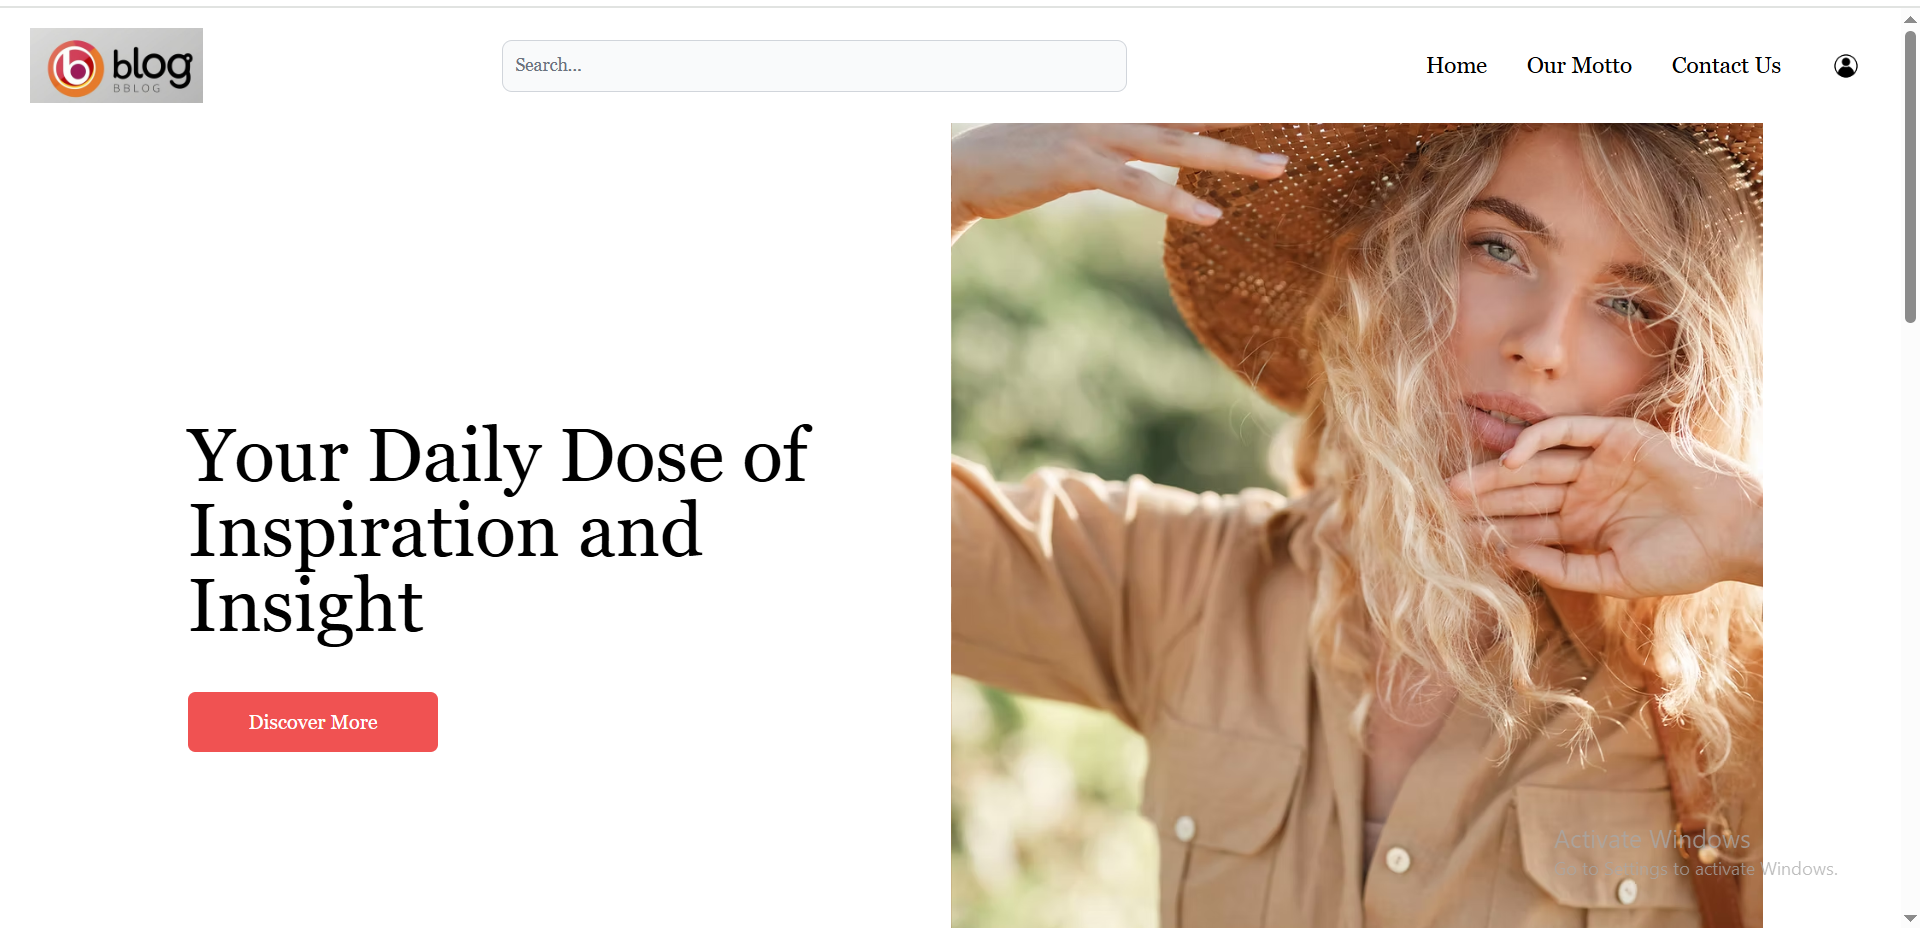 blog
BBLOG
Search...
Home
Our Motto
Contact Us
Your Daily Dose of
Inspiration and
Insight
Discover More
Activate Windows
Go to Settings to activate Windows.